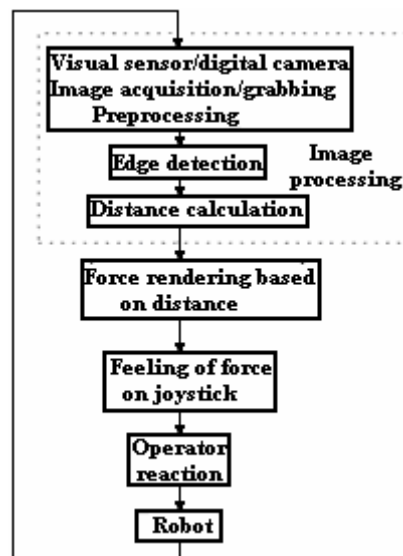 Visual sensor/digital camera
Image acquisition/grabbing
Preprocessing
Edge detection
Image
processing
Distance calculation
Force rendering based
on distance
Feeling of force
on joystick
Operator
reaction
Robot